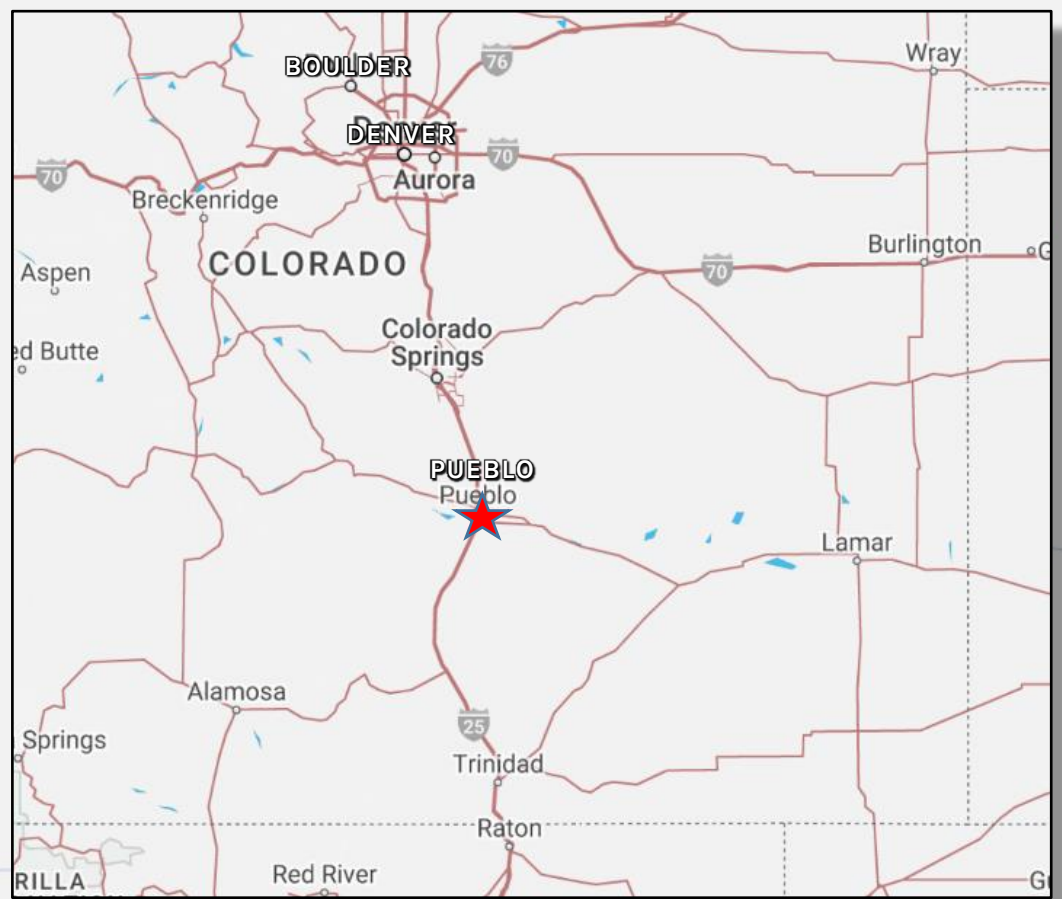 76
Wray
BOULDER
DENVER
70
70
Aurora
Breckenridge
COLORADO
Burlington
G
Aspen
70
Colorado
Springs
ed Butte
PUEBLO
Pueblo
Lamar
Alamosa
25
Springs
Trinidad
Raton
Red River
RILLA
G